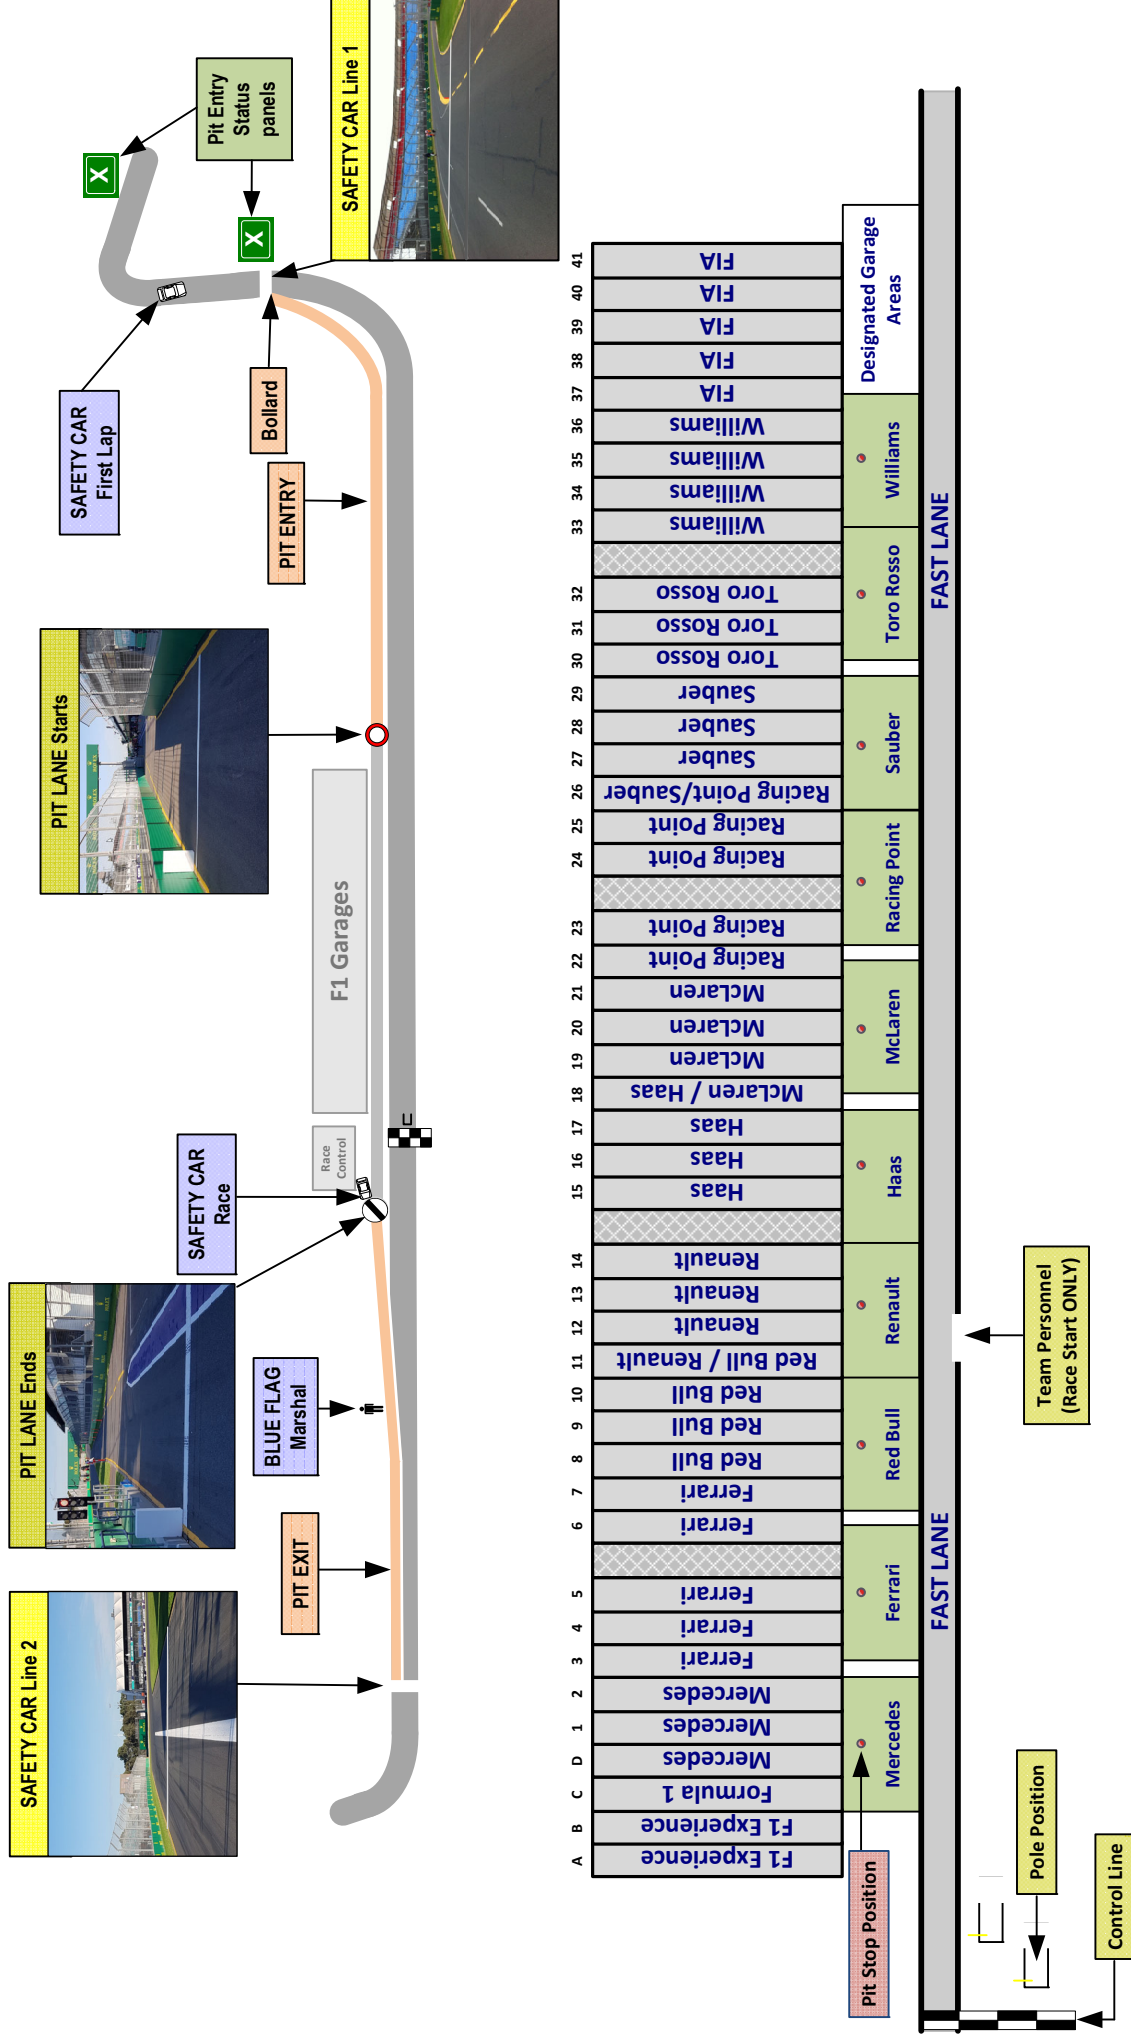 SAFETY CAR Line 2
PIT LANE Ends
PIT LANE Starts
SAFETY CAR Line 1
SAFETY CAR
Race
SAFETY CAR
First Lap
Pit Entry
Status
panels
X
X
PIT EXIT
BLUE FLAG
Marshal
Race
Control
F1 Garages
PIT ENTRY
Bollard
A
B
C
D
1
2
3
4
5
6
7
8
9
10
11
12
13
14
15
16
17
18
19
20
21
22
23
24
25
26
27
28
29
30
31
32
33
34
35
36
37
38
39
40
41
F1 Experience
F1 Experience
Formula 1
Mercedes
Mercedes
Mercedes
Ferrari
Ferrari
Ferrari
Ferrari
Ferrari
Red Bull
Red Bull
Red Bull
Red Bull / Renault
Renault
Renault
Renault
Haas
Haas
Haas
McLaren / Haas
McLaren
McLaren
McLaren
Racing Point
Racing Point
Racing Point
Racing Point
Racing Point/Sauber
Sauber
Sauber
Sauber
Toro Rosso
Toro Rosso
Toro Rosso
Williams
Williams
Williams
Williams
FIA
FIA
FIA
FIA
FIA
Pit Stop Position
Mercedes
Ferrari
Red Bull
Renault
Haas
McLaren
Racing Point
Sauber
Toro Rosso
Williams
Designated Garage
Areas
FAST LANE
FAST LANE
Team Personnel
(Race Start ONLY)
Pole Position
Control Line